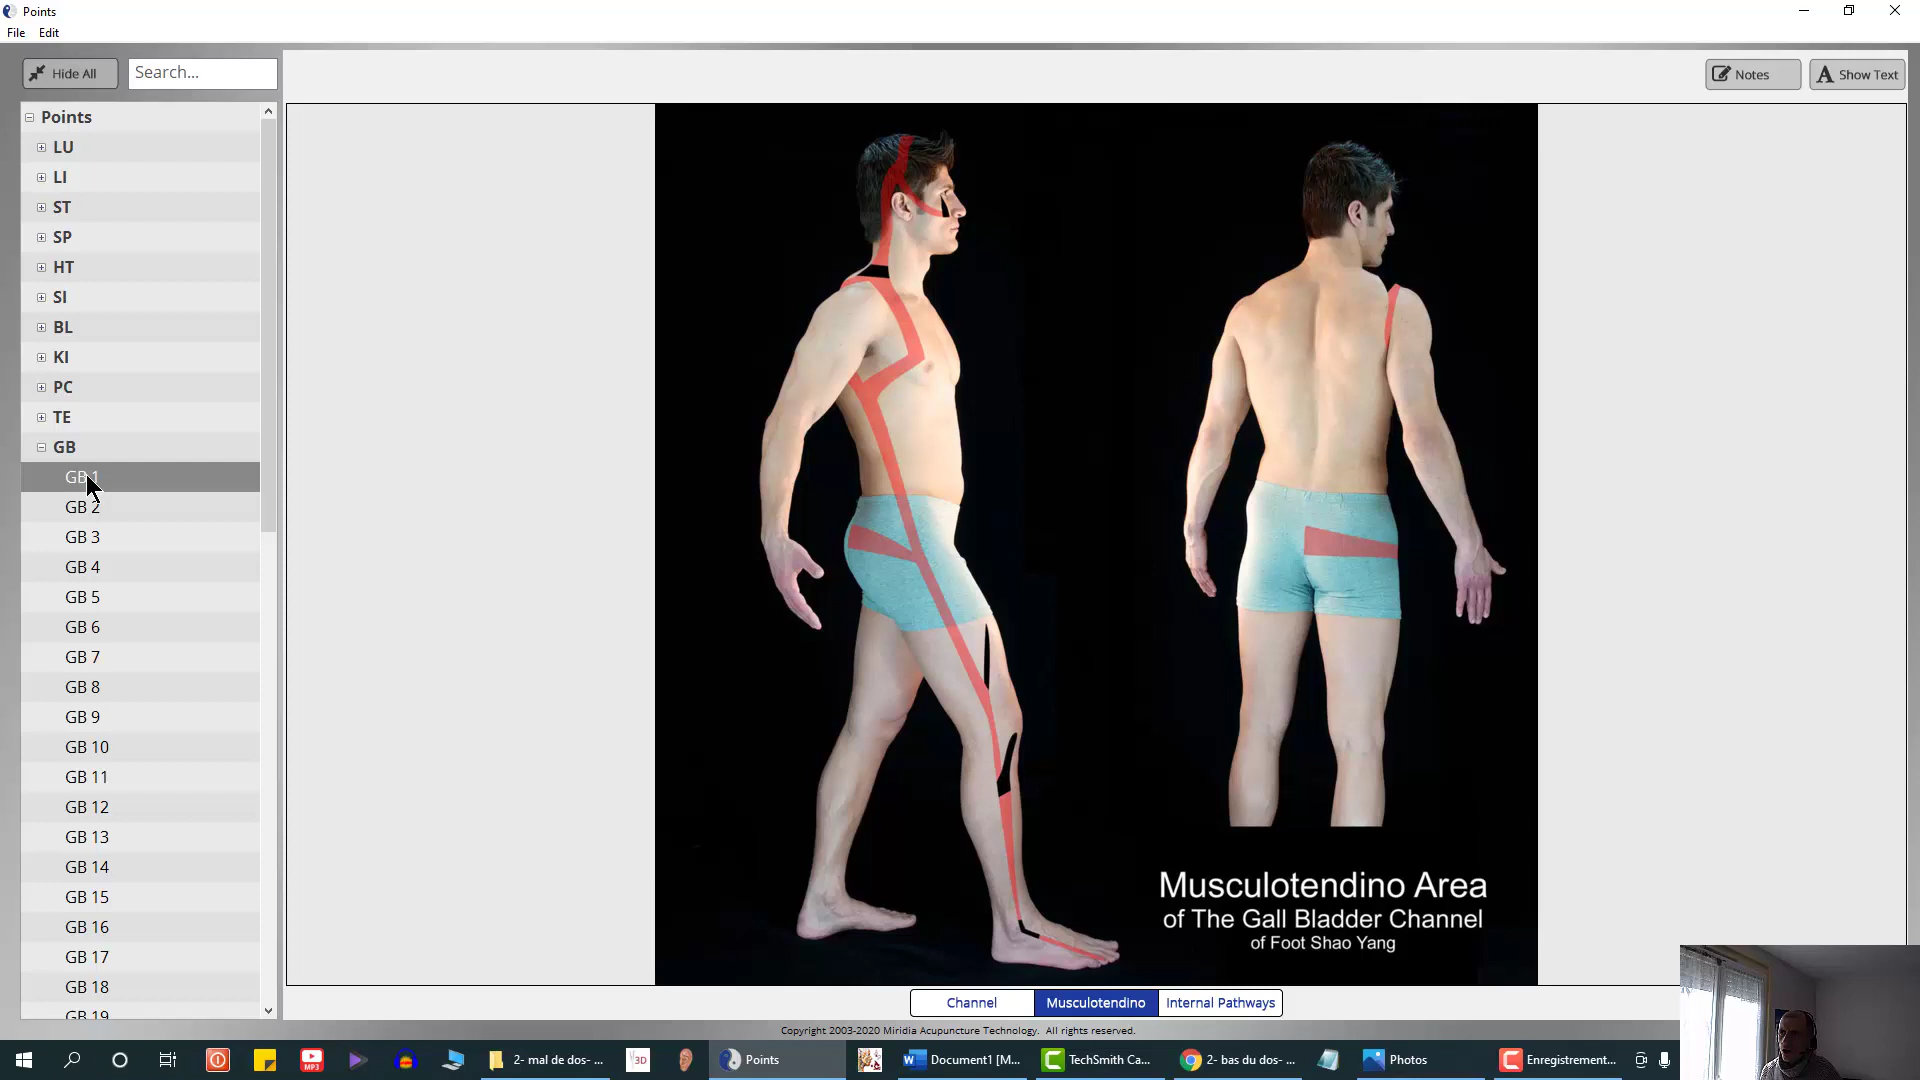 Points
File Edit
Hide All
Search...
Notes
Show Text
Points
LU
LI
ST
SP
HT
SI
BL
KI
PC
TE
GB
GB 1
GB 2
GB 3
GB 4
GB 5
GB 6
GB 7
GB 8
GB 9
GB 10
GB 11
GB 12
GB 13
GB 14
GB 15
GB 16
GB 17
GB 18
GB 19
Musculotendino Area
of The Gall Bladder Channel
of Foot Shao Yang
Channel Musculotendino Internal Pathways
Copyright 2003-2020 Miridia Acupuncture Technology. All rights reserved.
MP3 2- mal de dos- ... 3D Points Document1 [M... TechSmith Ca... 2- bas du dos- ... Photos Enregistrement...